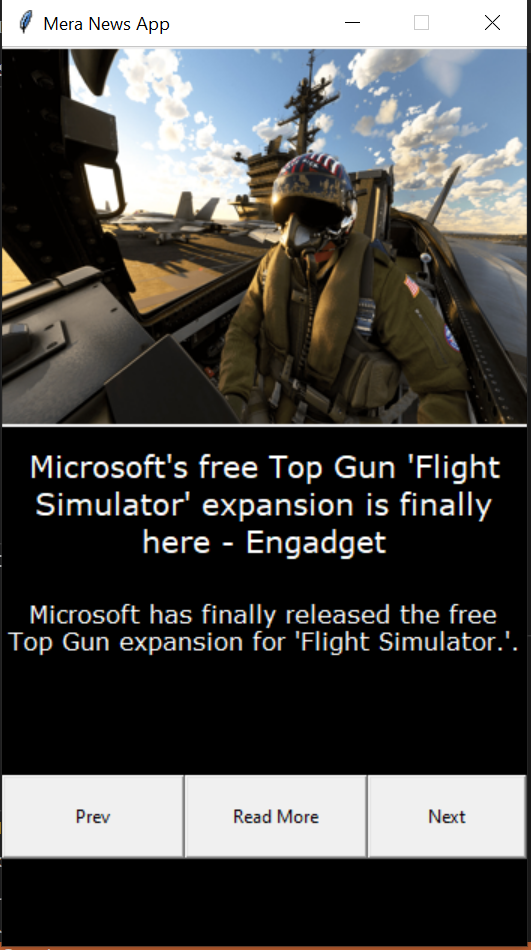 Mera News App
Microsoft's free Top Gun 'Flight
Simulator' expansion is finally
here - Engadget
Microsoft has finally released the free
Top Gun expansion for 'Flight Simulator.'.
Prev
Read More
Next